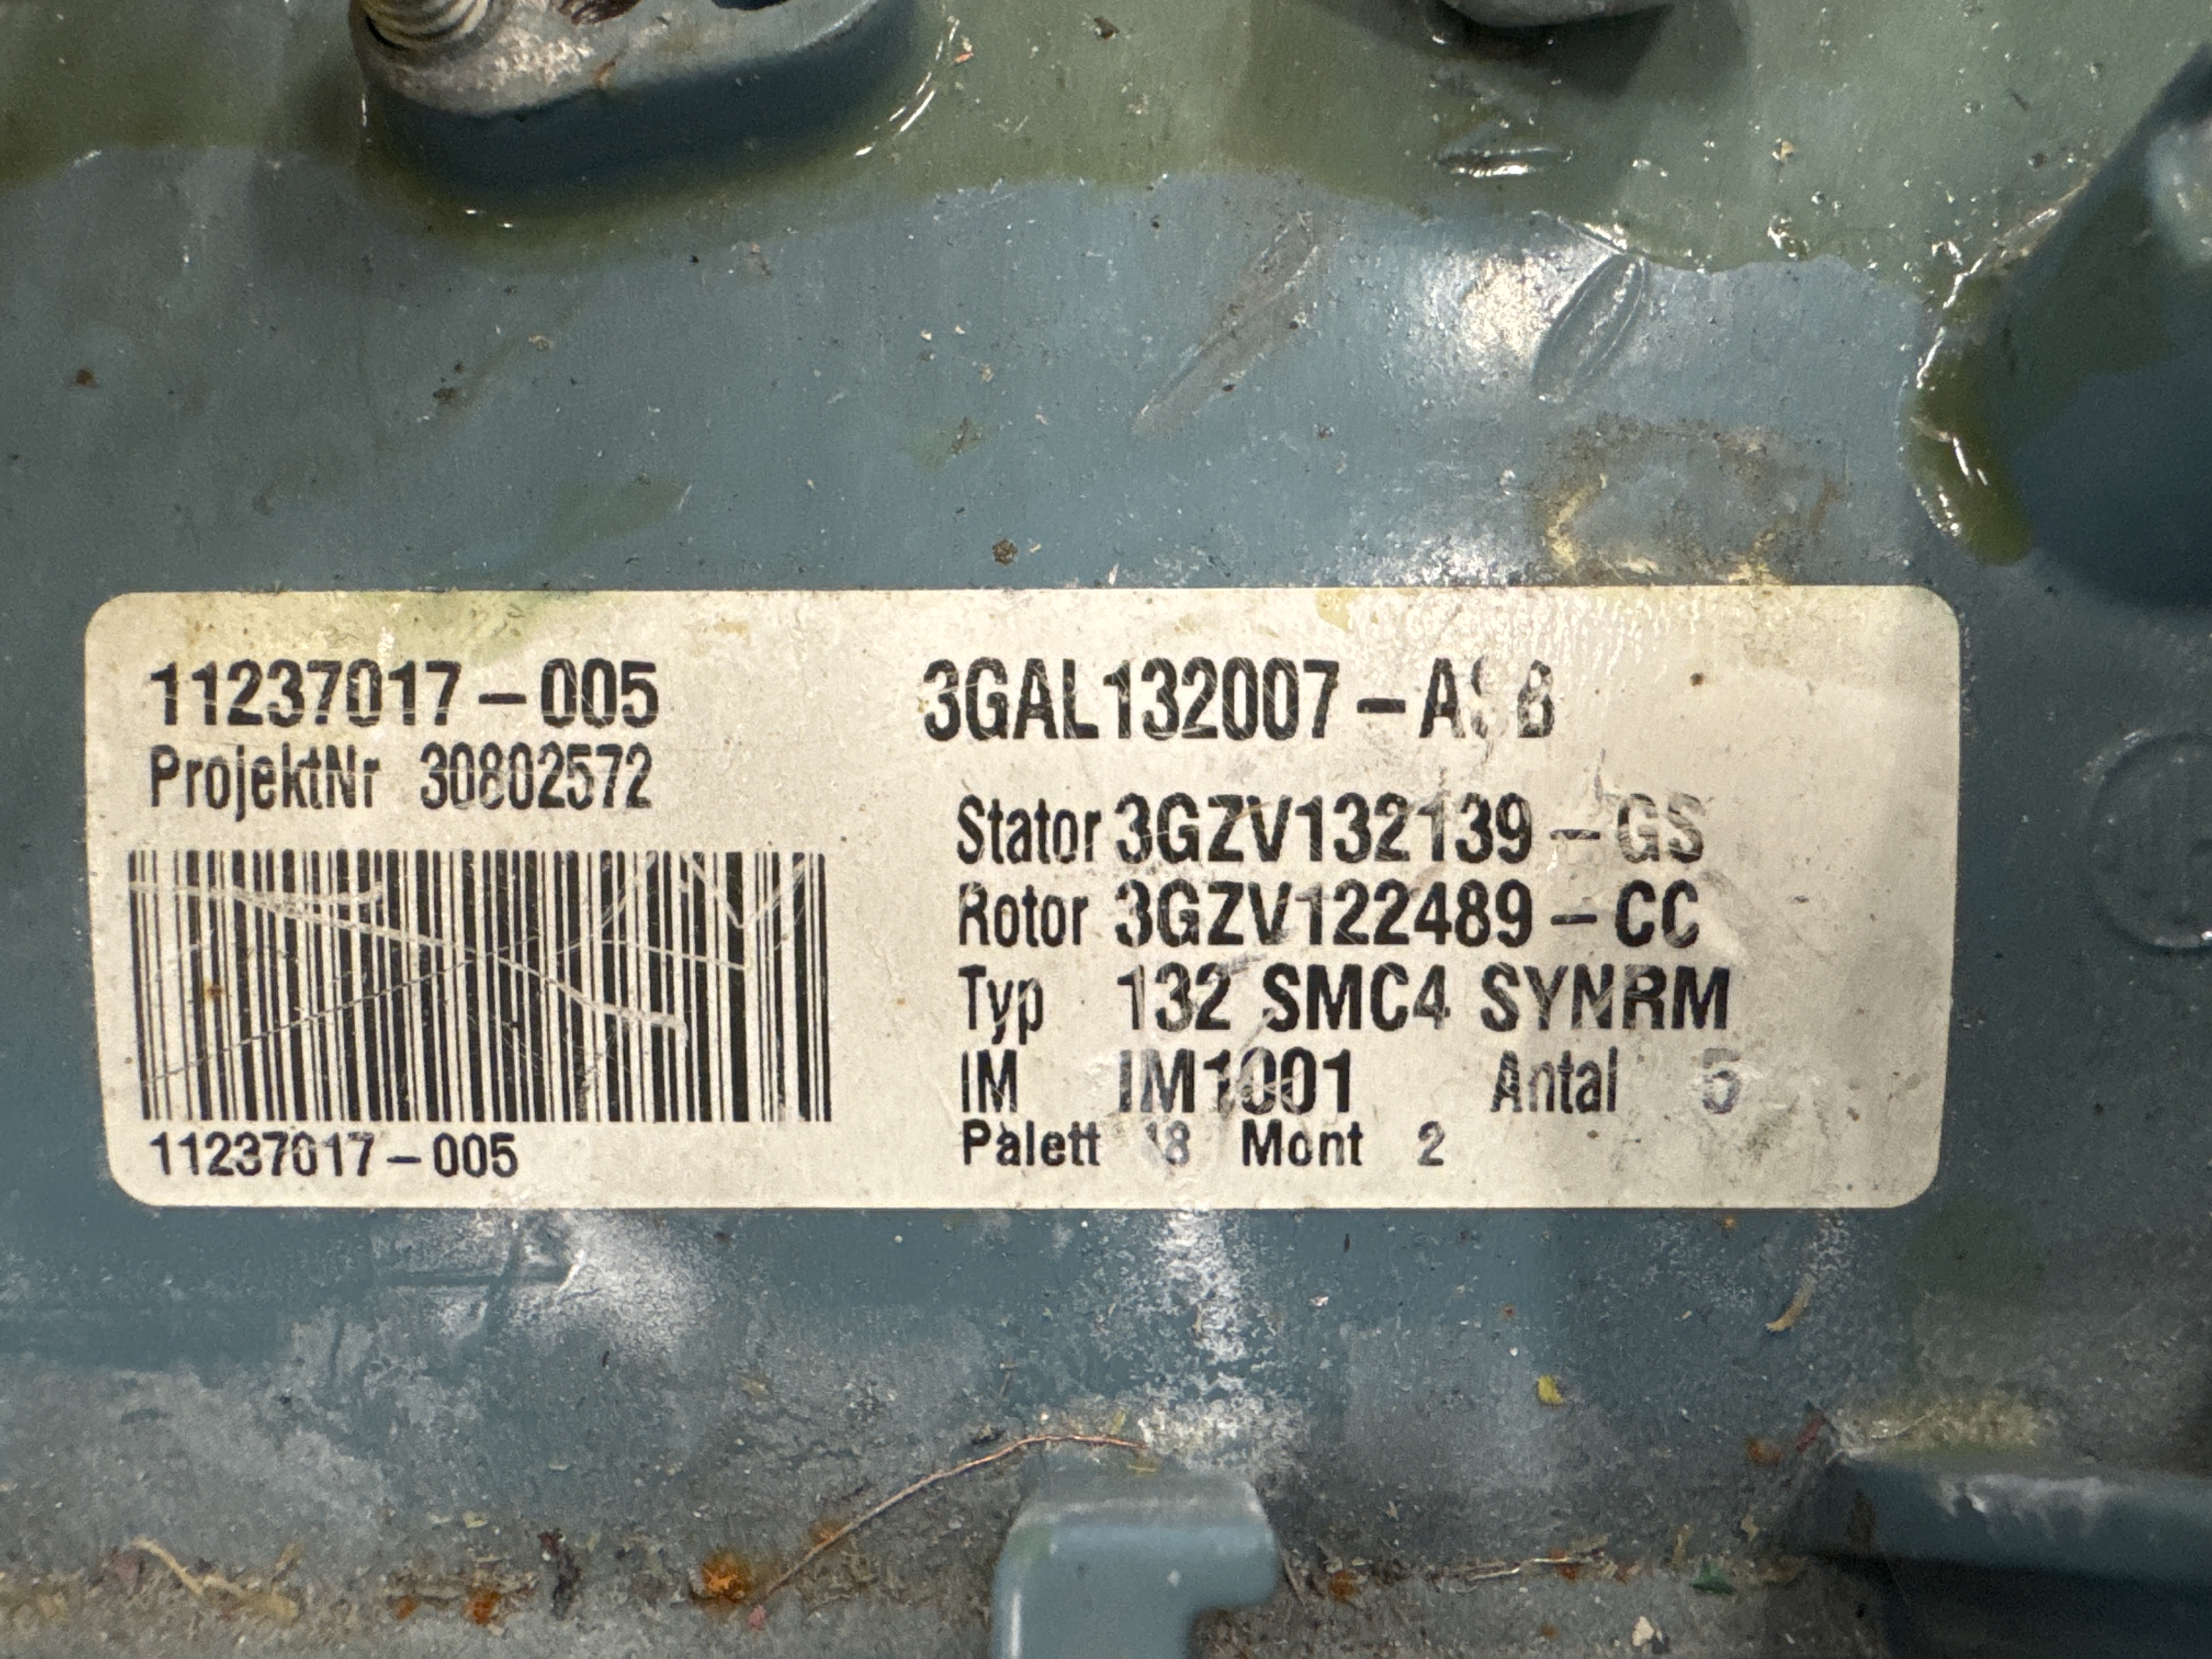 11237017-005
ProjektNr 30802572
11237017-005
Stator 3GZV132139-GS
Rotor 3GZV122489-CC
Typ 132 SMC4 SYNRM
IM IM1001 Antal 5
Palett 18 Mont 2